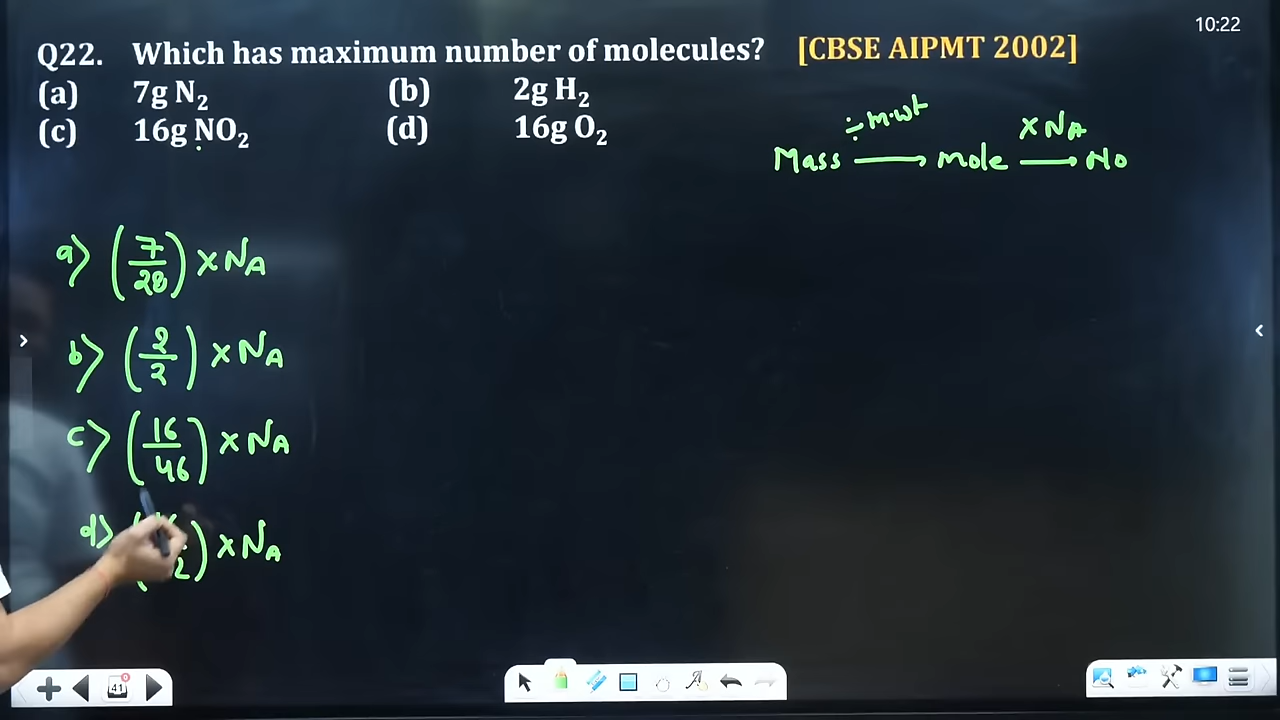 10:22
Q22. Which has maximum number of molecules? [CBSE AIPMT 2002]
(a) 7g N₂ (b) 2g H₂
(c) 16g NO₂ (d) 16g O₂
÷ m.wt × NA
Mass → mole → No
a) (7/28) × NA
b) (2/2) × NA
c) (16/46) × NA
d) × NA
41